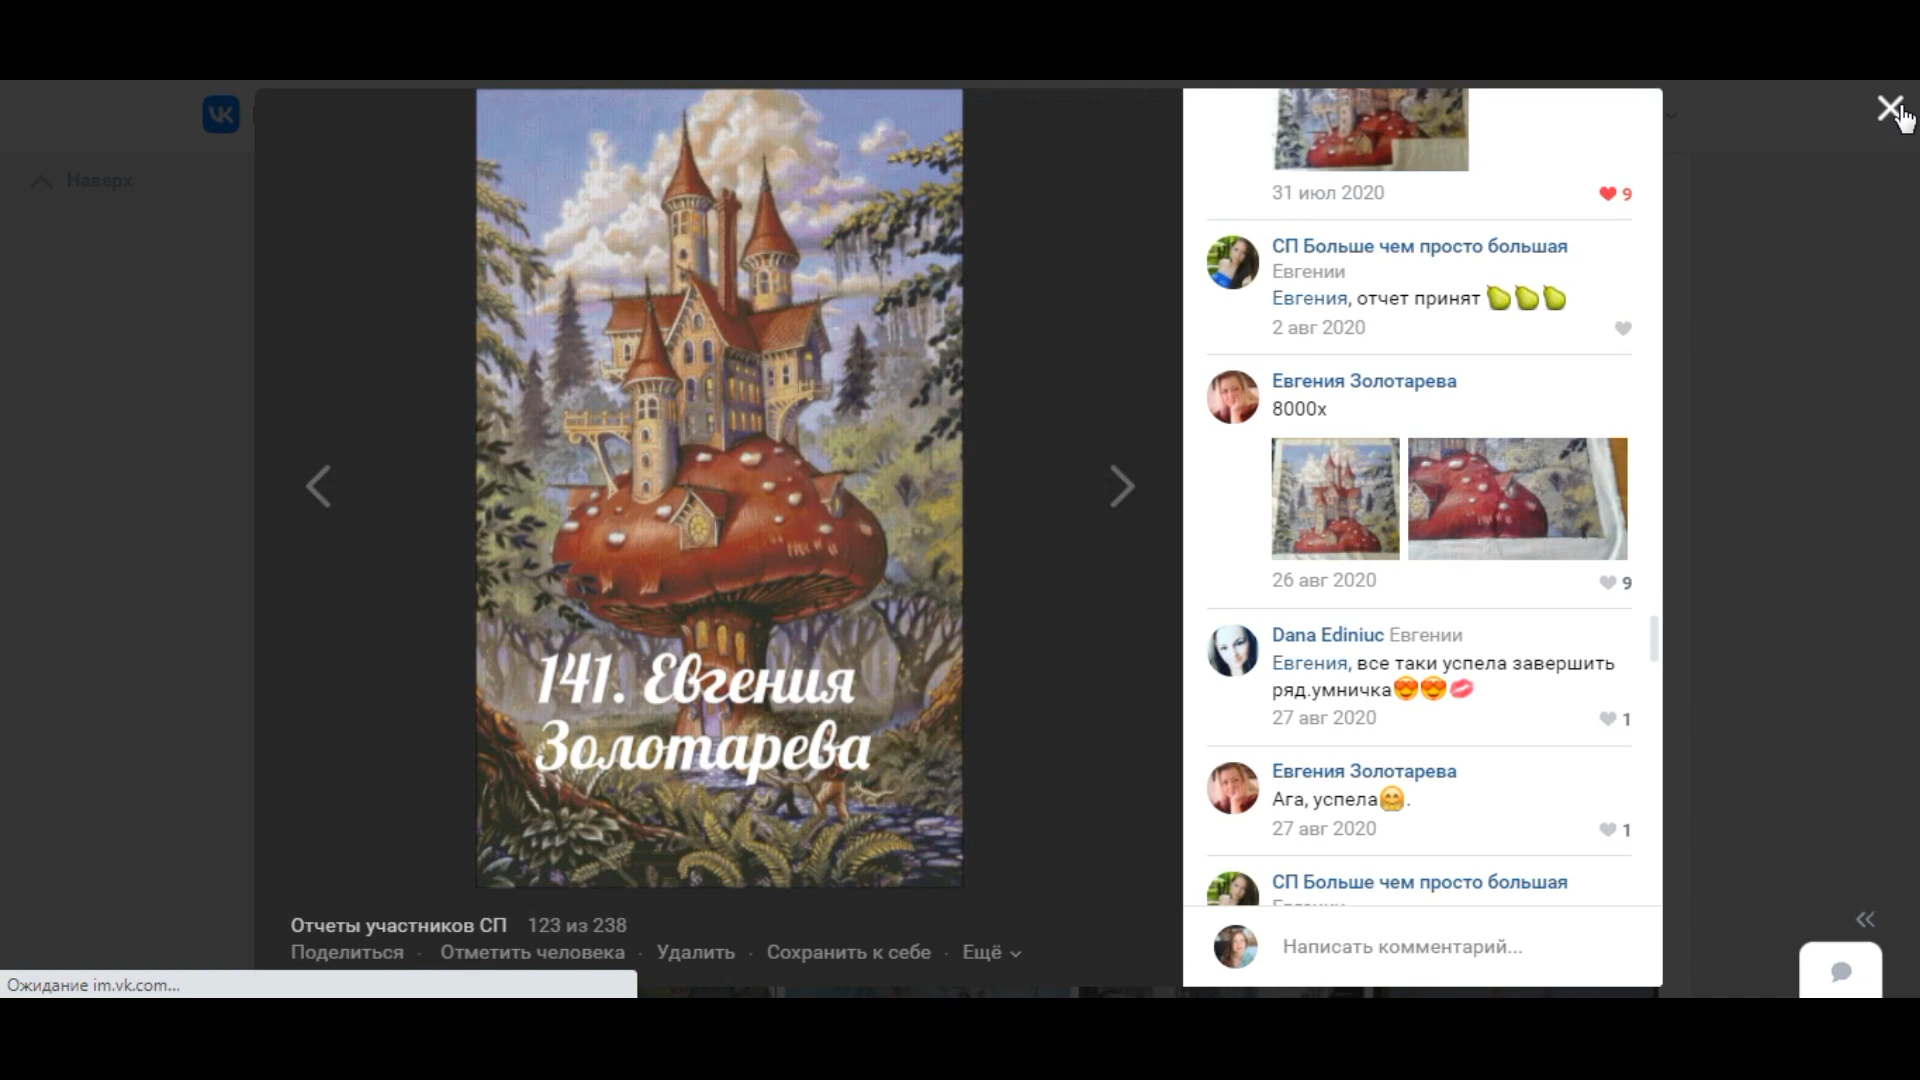 VK
Наверх
141. Евгения
Золотарева
Отчеты участников СП 123 из 238
Поделиться · Отметить человека · Удалить · Сохранить к себе · Ещё
Ожидание im.vk.com...
31 июл 2020 9
СП Больше чем просто большая
Евгении
Евгения, отчет принят
2 авг 2020
Евгения Золотарева
8000х
26 авг 2020 9
Dana Ediniuc Евгении
Евгения, все таки успела завершить
ряд.умничка
27 авг 2020 1
Евгения Золотарева
Ага, успела.
27 авг 2020 1
СП Больше чем просто большая
Написать комментарий...